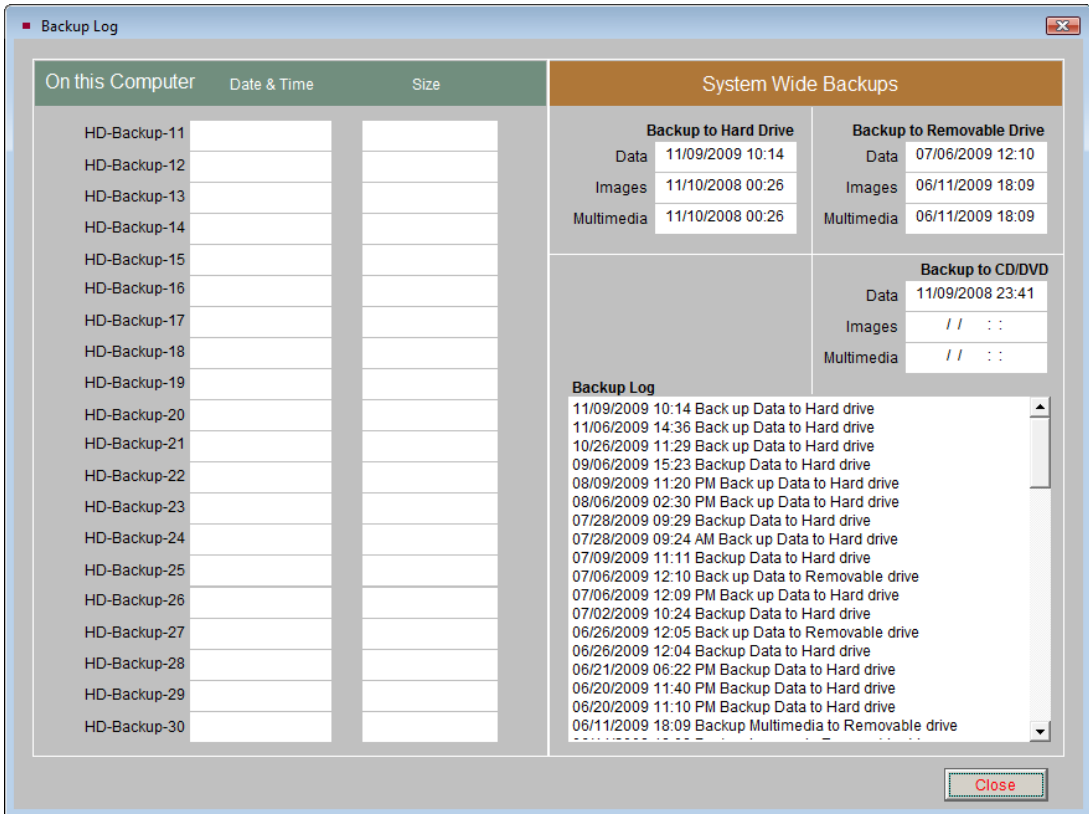 Backup Log
On this Computer Date & Time Size
HD-Backup-11
HD-Backup-12
HD-Backup-13
HD-Backup-14
HD-Backup-15
HD-Backup-16
HD-Backup-17
HD-Backup-18
HD-Backup-19
HD-Backup-20
HD-Backup-21
HD-Backup-22
HD-Backup-23
HD-Backup-24
HD-Backup-25
HD-Backup-26
HD-Backup-27
HD-Backup-28
HD-Backup-29
HD-Backup-30
System Wide Backups
Backup to Hard Drive
Data 11/09/2009 10:14
Images 11/10/2008 00:26
Multimedia 11/10/2008 00:26
Backup to Removable Drive
Data 07/06/2009 12:10
Images 06/11/2009 18:09
Multimedia 06/11/2009 18:09
Backup to CD/DVD
Data 11/09/2008 23:41
Images / / : :
Multimedia / / : :
Backup Log
11/09/2009 10:14 Back up Data to Hard drive
11/06/2009 14:36 Back up Data to Hard drive
10/26/2009 11:29 Back up Data to Hard drive
09/06/2009 15:23 Backup Data to Hard drive
08/09/2009 11:20 PM Back up Data to Hard drive
08/06/2009 02:30 PM Back up Data to Hard drive
07/28/2009 09:29 Backup Data to Hard drive
07/28/2009 09:24 AM Back up Data to Hard drive
07/09/2009 11:11 Backup Data to Hard drive
07/06/2009 12:10 Back up Data to Removable drive
07/06/2009 12:09 PM Back up Data to Hard drive
07/02/2009 10:24 Backup Data to Hard drive
06/26/2009 12:05 Back up Data to Removable drive
06/26/2009 12:04 Backup Data to Hard drive
06/21/2009 06:22 PM Backup Data to Hard drive
06/20/2009 11:40 PM Backup Data to Hard drive
06/20/2009 11:10 PM Backup Data to Hard drive
06/11/2009 18:09 Backup Multimedia to Removable drive
Close